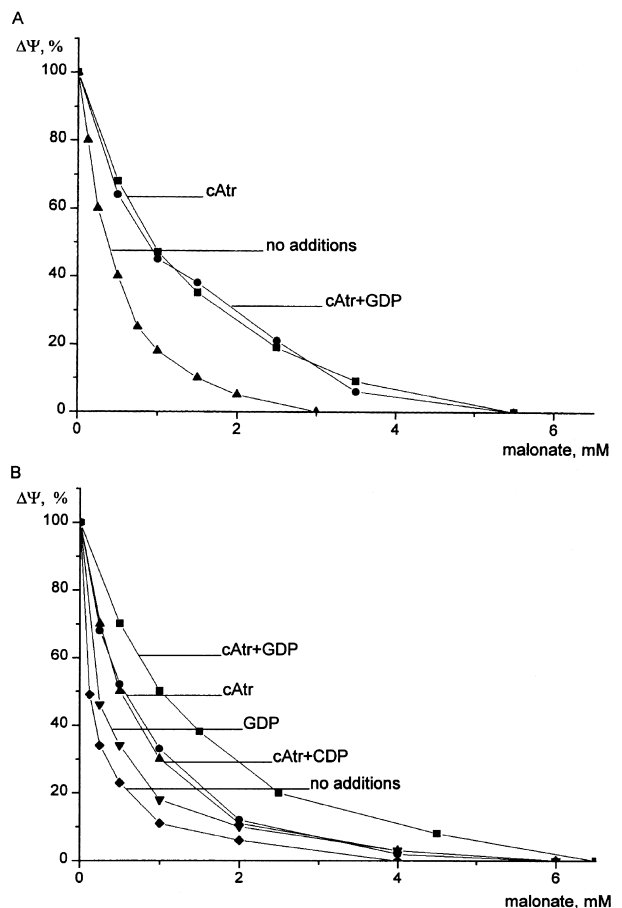 A
ΔΨ, %
100
80
cAtr
60
no additions
40
cAtr+GDP
20
0
0 2 4 6
malonate, mM
B
ΔΨ, %
100
80
cAtr+GDP
60
cAtr
GDP
40
cAtr+CDP
no additions
20
0
0 2 4 6
malonate, mM